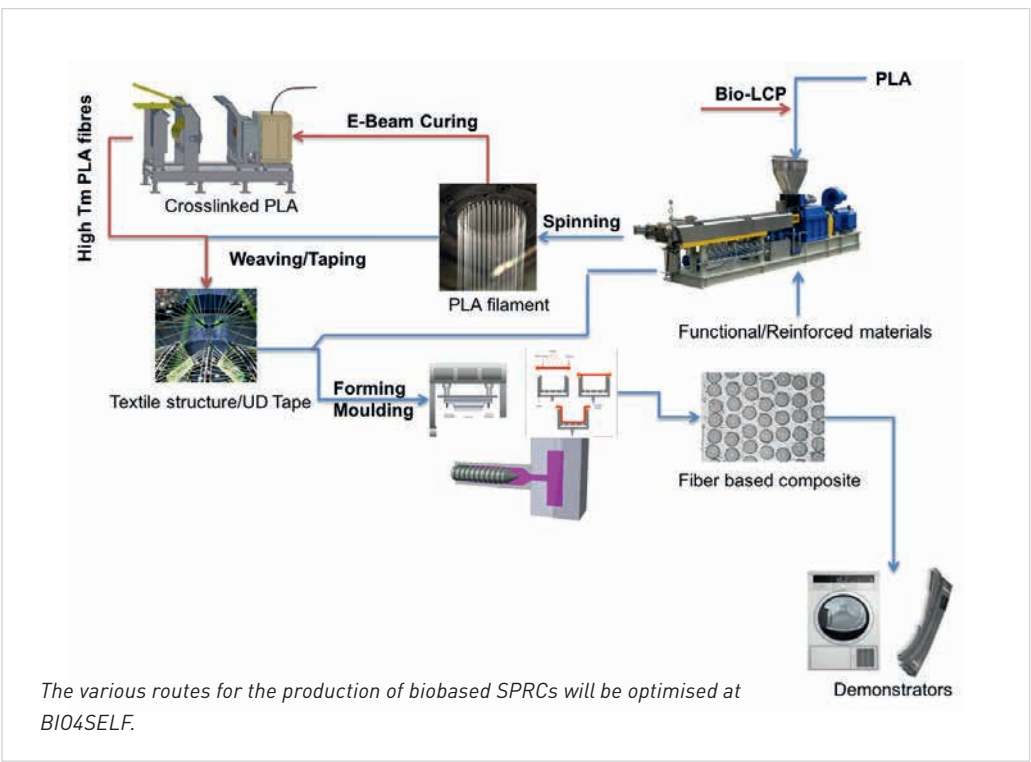 PLA
Bio-LCP
E-Beam Curing
High Tm PLA fibres
Crosslinked PLA
Spinning
Weaving/Taping
PLA filament
Functional/Reinforced materials
Textile structure/UD Tape
Forming
Moulding
Fiber based composite
Demonstrators
The various routes for the production of biobased SPRCs will be optimised at
BIO4SELF.